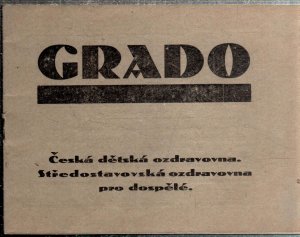 GRADO
Česká dětská ozdravovna.
Středostavovská ozdravovna
pro dospělé.